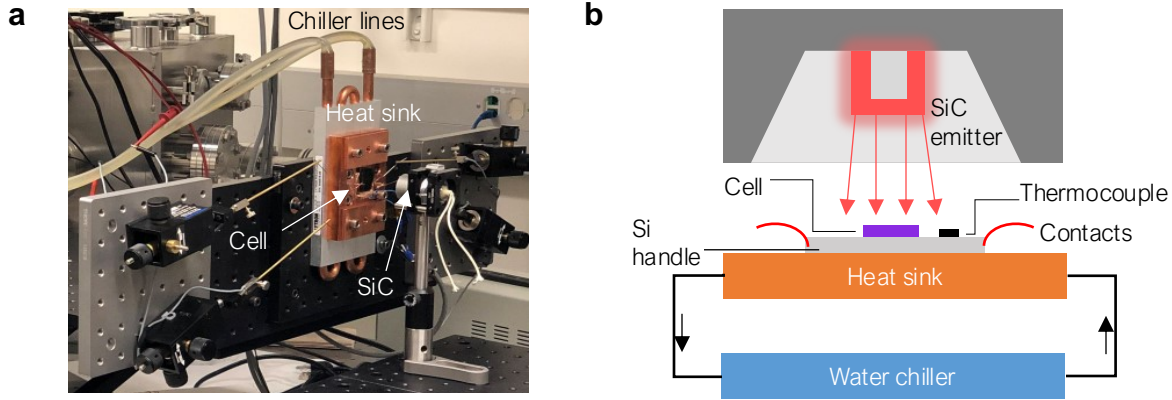 a
Chiller lines
Heat sink
Cell
SiC
b
SiC
emitter
Cell
Thermocouple
Si
handle
Contacts
Heat sink
Water chiller